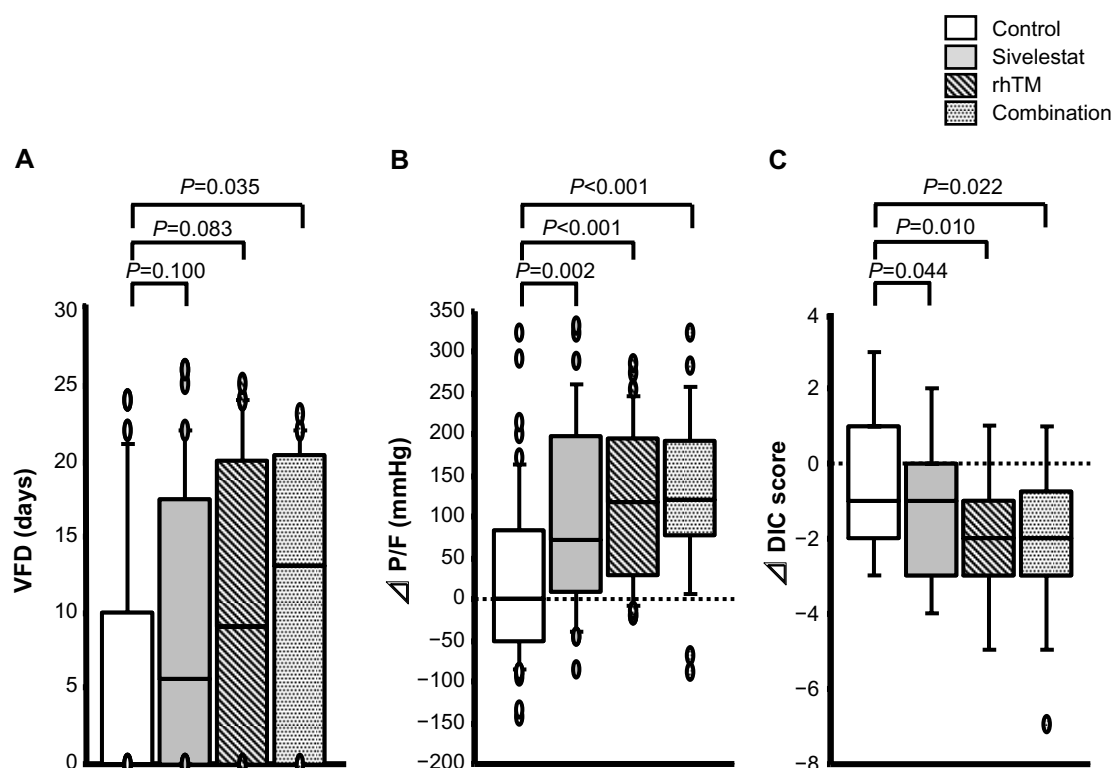 Control
Sivelestat
rhTM
Combination
A
P=0.035
P=0.083
P=0.100
VFD (days)
30
25
20
15
10
5
0
B
P<0.001
P<0.001
P=0.002
⊿ P/F (mmHg)
350
300
250
200
150
100
50
0
−50
−100
−150
−200
C
P=0.022
P=0.010
P=0.044
⊿ DIC score
4
2
0
−2
−4
−6
−8